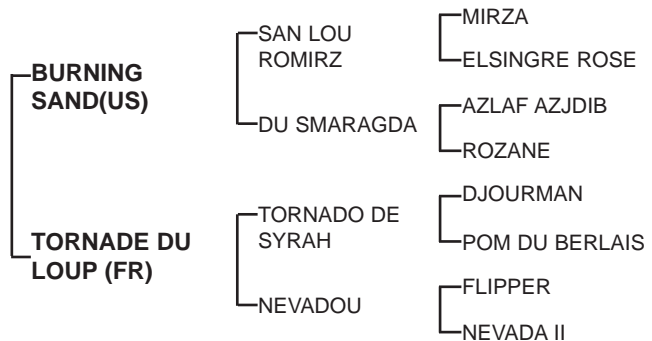 BURNING
SAND(US)
SAN LOU
ROMIRZ
MIRZA
ELSINGRE ROSE
DU SMARAGDA
AZLAF AZJDIB
ROZANE
TORNADE DU
LOUP (FR)
TORNADO DE
SYRAH
DJOURMAN
POM DU BERLAIS
NEVADOU
FLIPPER
NEVADA II